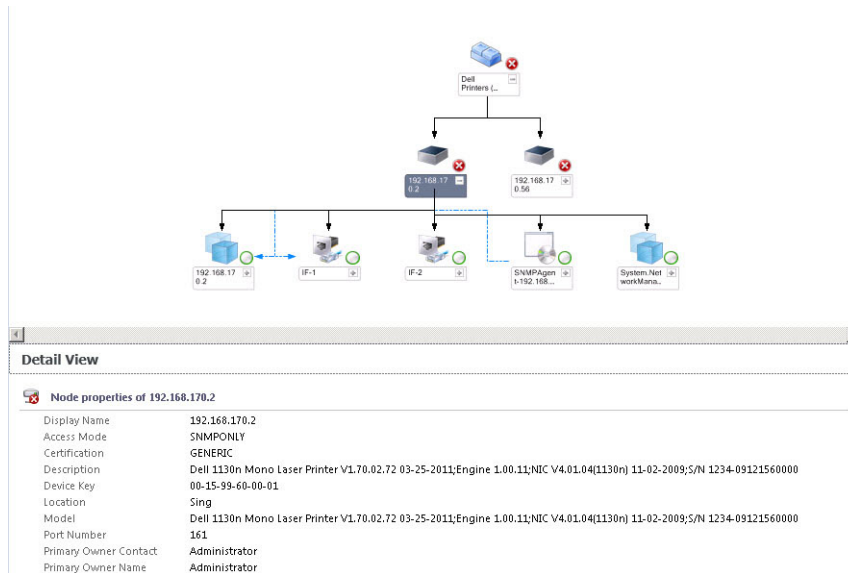 Dell
Printers (...
192.168.17
0.2
192.168.17
0.56
192.168.17
0.2
IF-1
IF-2
SNMPAgen
t-192.168...
System.Net
workMana...
Detail View
Node properties of 192.168.170.2
Display Name 192.168.170.2
Access Mode SNMPONLY
Certification GENERIC
Description Dell 1130n Mono Laser Printer V1.70.02.72 03-25-2011;Engine 1.00.11;NIC V4.01.04(1130n) 11-02-2009;S/N 1234-09121560000
Device Key 00-15-99-60-00-01
Location Sing
Model Dell 1130n Mono Laser Printer V1.70.02.72 03-25-2011;Engine 1.00.11;NIC V4.01.04(1130n) 11-02-2009;S/N 1234-09121560000
Port Number 161
Primary Owner Contact Administrator
Primary Owner Name Administrator